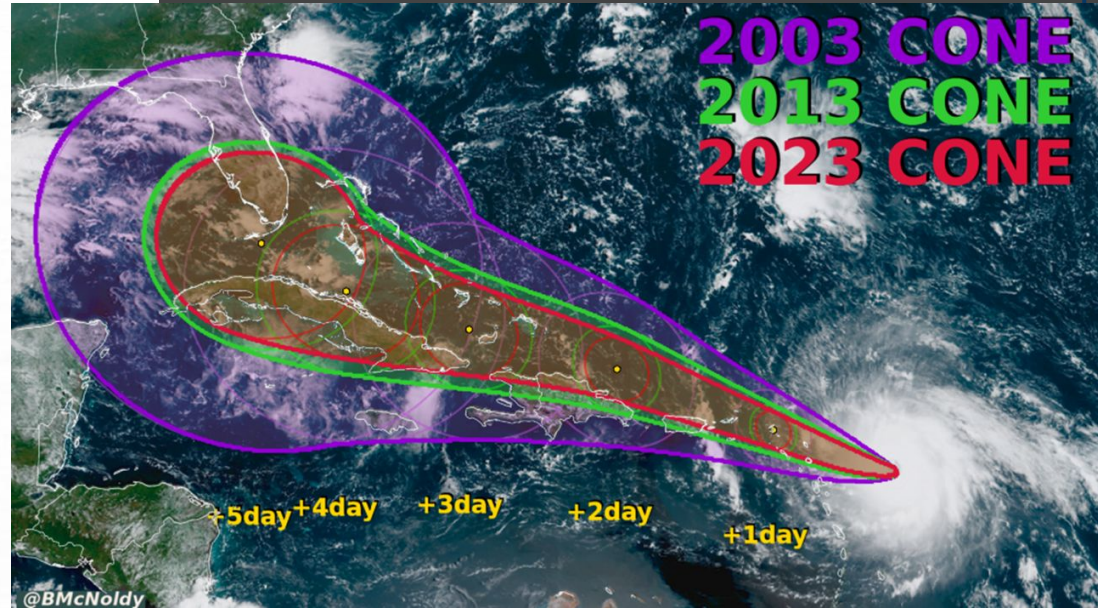 2003 CONE
2013 CONE
2023 CONE
+5day
+4day
+3day
+2day
+1day
@BMcNoldy